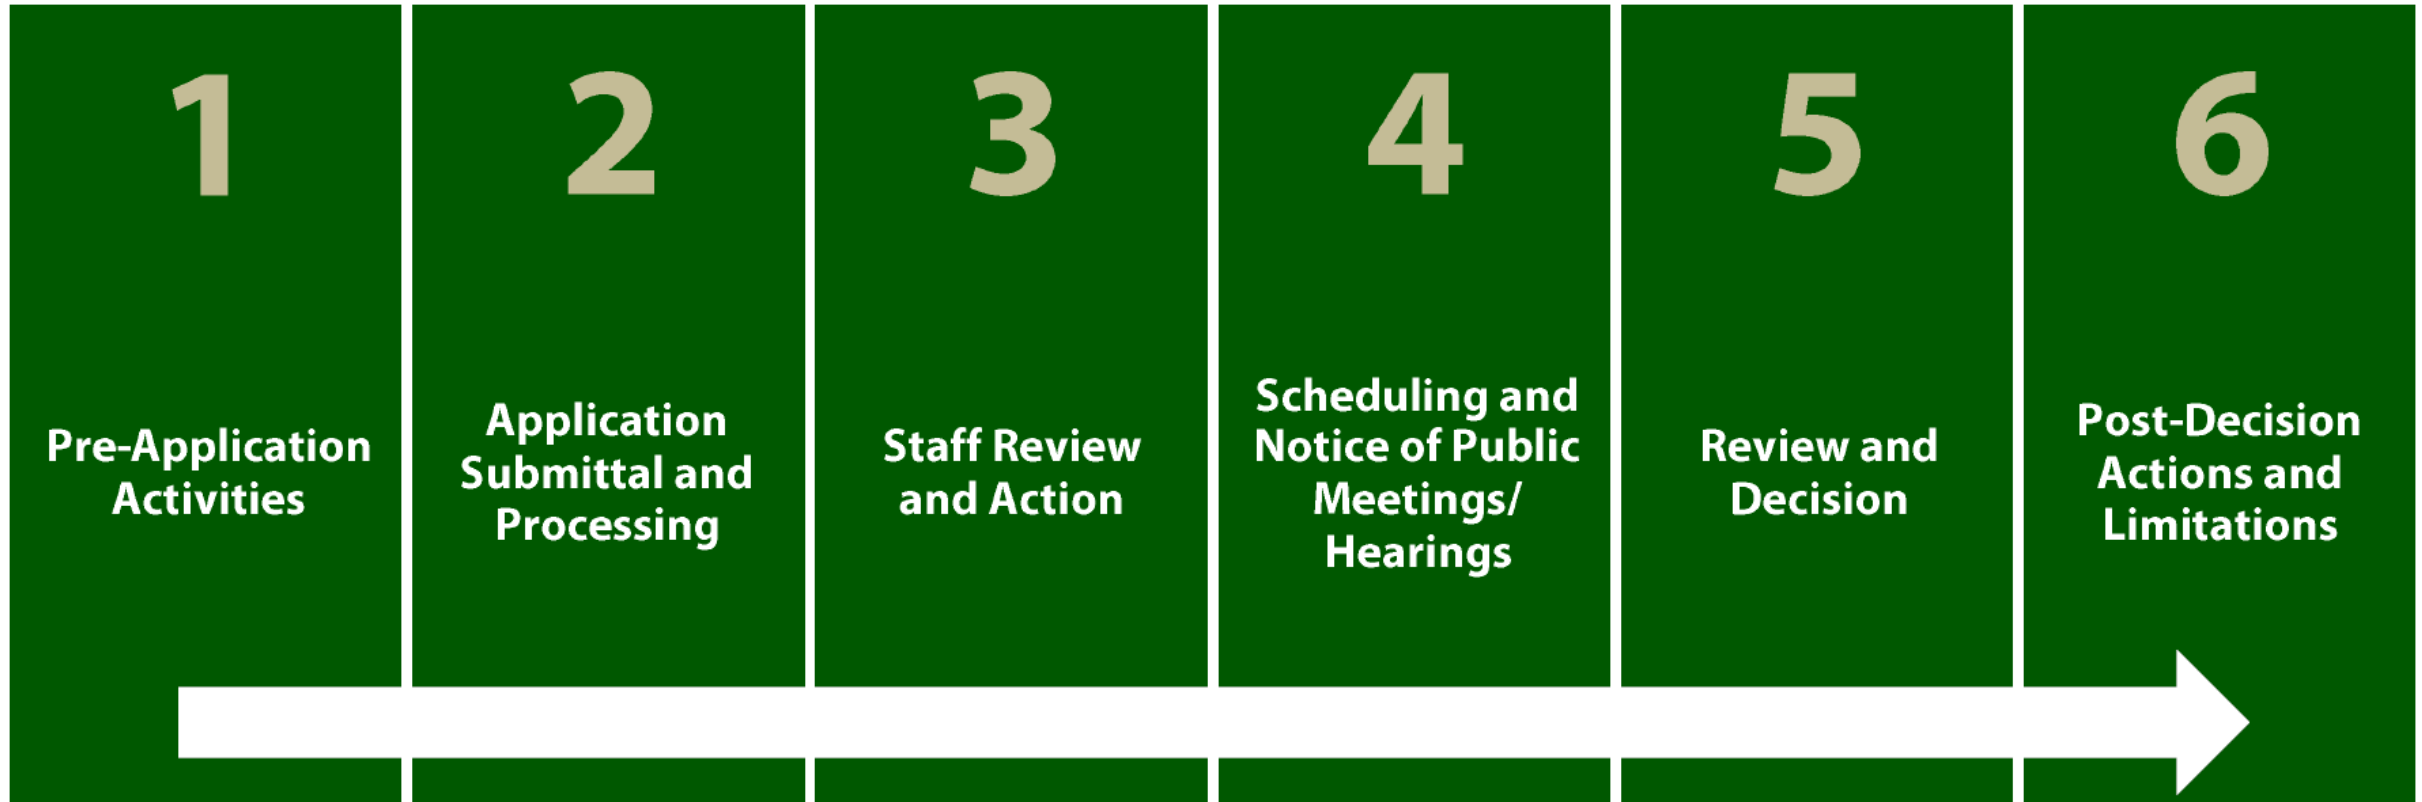 1
Pre-Application
Activities
2
Application
Submittal and
Processing
3
Staff Review
and Action
4
Scheduling and
Notice of Public
Meetings/
Hearings
5
Review and
Decision
6
Post-Decision
Actions and
Limitations